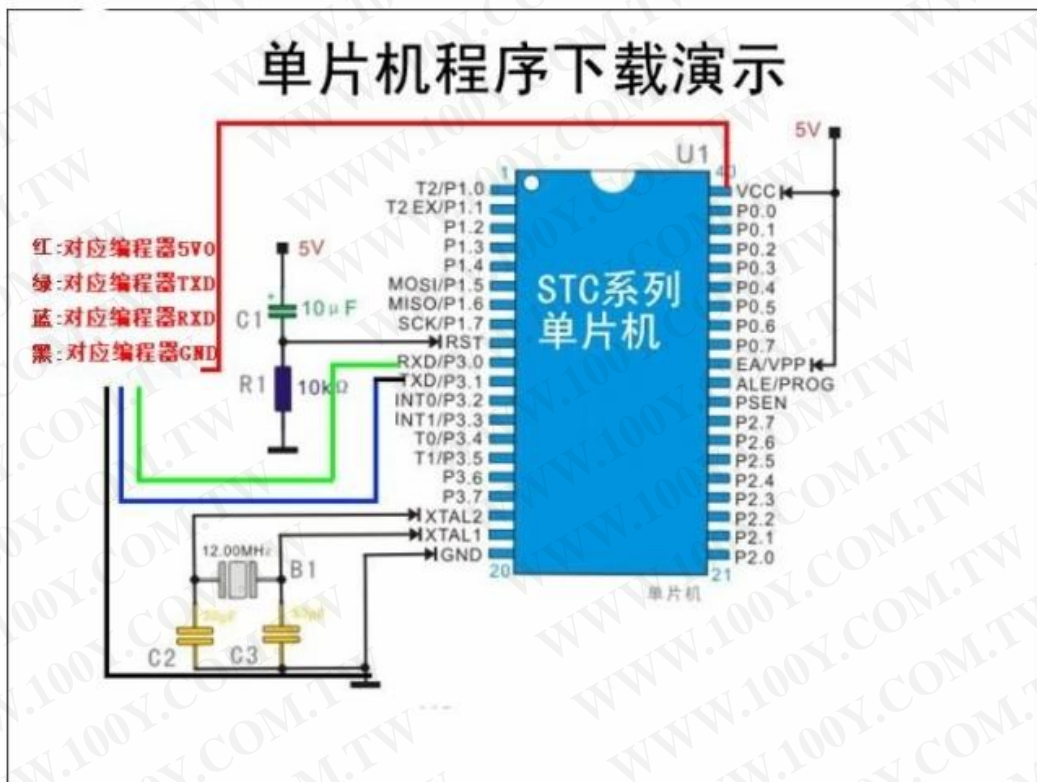 单片机程序下载演示
5V
U1
1
40
T2/P1.0
T2 EX/P1.1
P1.2
P1.3
P1.4
MOSI/P1.5
MISO/P1.6
SCK/P1.7
RST
RXD/P3.0
TXD/P3.1
INT0/P3.2
INT1/P3.3
T0/P3.4
T1/P3.5
P3.6
P3.7
XTAL2
XTAL1
GND
20
VCC
P0.0
P0.1
P0.2
P0.3
P0.4
P0.5
P0.6
P0.7
EA/VPP
ALE/PROG
PSEN
P2.7
P2.6
P2.5
P2.4
P2.3
P2.2
P2.1
P2.0
21
STC系列
单片机
单片机
红:对应编程器5V0
绿:对应编程器TXD
蓝:对应编程器RXD
黑:对应编程器GND
5V
+
10μF
C1
R1
10kΩ
12.00MHz
B1
C2
C3
WWW.100Y.COM.TW